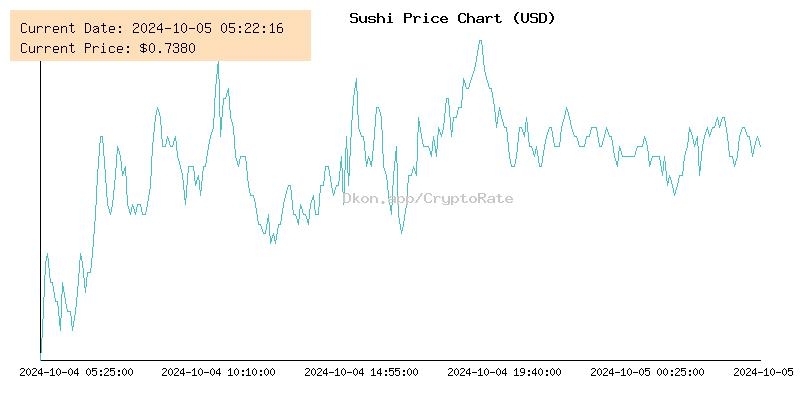 Sushi Price Chart (USD)
Current Date: 2024-10-05 05:22:16
Current Price: $0.7380
Dkon.app/CryptoRate
2024-10-04 05:25:00
2024-10-04 10:10:00
2024-10-04 14:55:00
2024-10-04 19:40:00
2024-10-05 00:25:00
2024-10-05